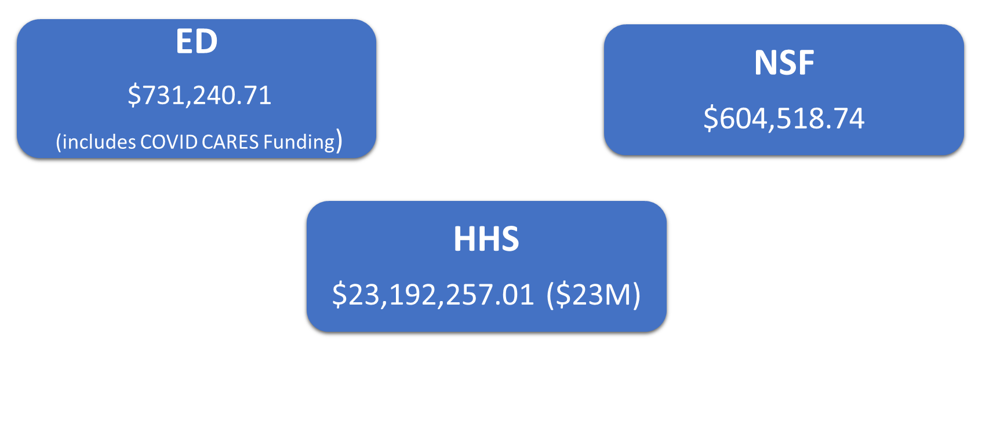 ED
$731,240.71
(includes COVID CARES Funding)
NSF
$604,518.74
HHS
$23,192,257.01 ($23M)